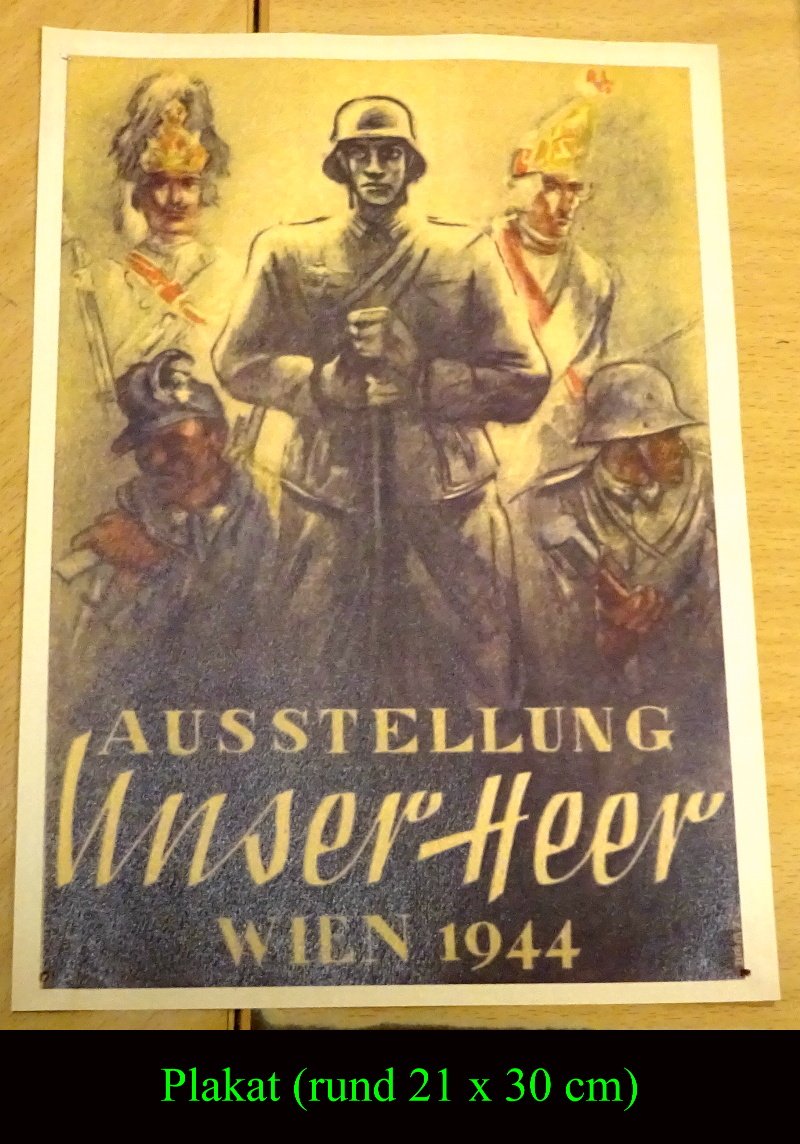 AUSSTELLUNG
Unser Heer
WIEN 1944
Plakat (rund 21 x 30 cm)